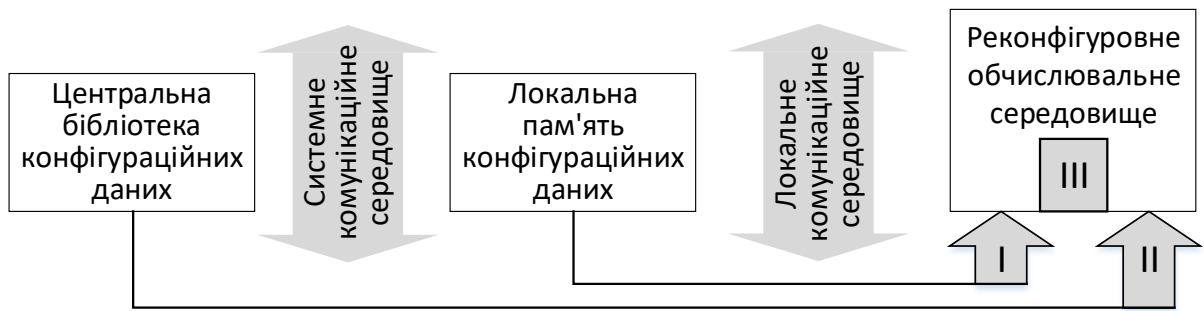 Центральна
бібліотека
конфігураційних
даних
Системне
комунікаційне
середовище
Локальна
пам'ять
конфігураційних
даних
Локальне
комунікаційне
середовище
Реконфігуровне
обчислювальне
середовище
III
I
II